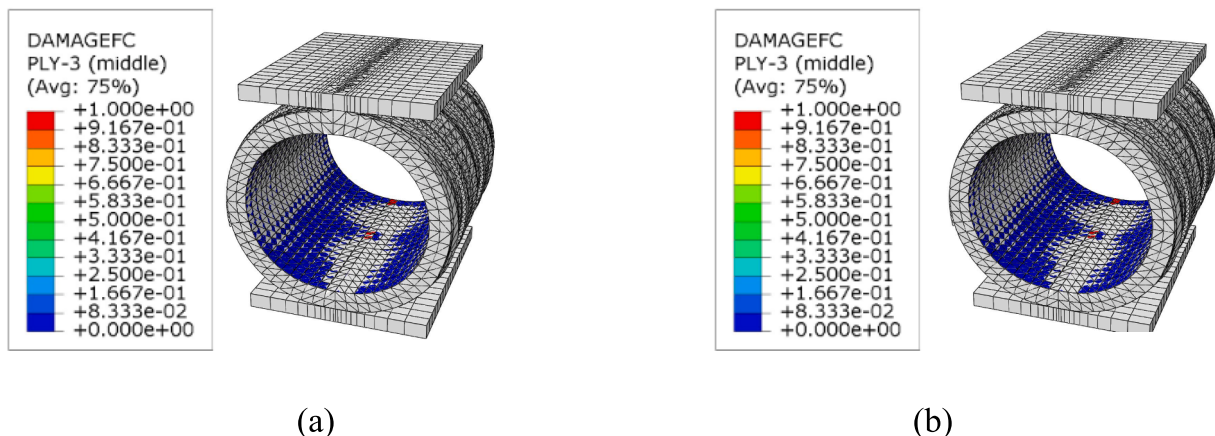 DAMAGEFC
PLY-3 (middle)
(Avg: 75%)
+1.000e+00
+9.167e-01
+8.333e-01
+7.500e-01
+6.667e-01
+5.833e-01
+5.000e-01
+4.167e-01
+3.333e-01
+2.500e-01
+1.667e-01
+8.333e-02
+0.000e+00
(a)
DAMAGEFC
PLY-3 (middle)
(Avg: 75%)
+1.000e+00
+9.167e-01
+8.333e-01
+7.500e-01
+6.667e-01
+5.833e-01
+5.000e-01
+4.167e-01
+3.333e-01
+2.500e-01
+1.667e-01
+8.333e-02
+0.000e+00
(b)